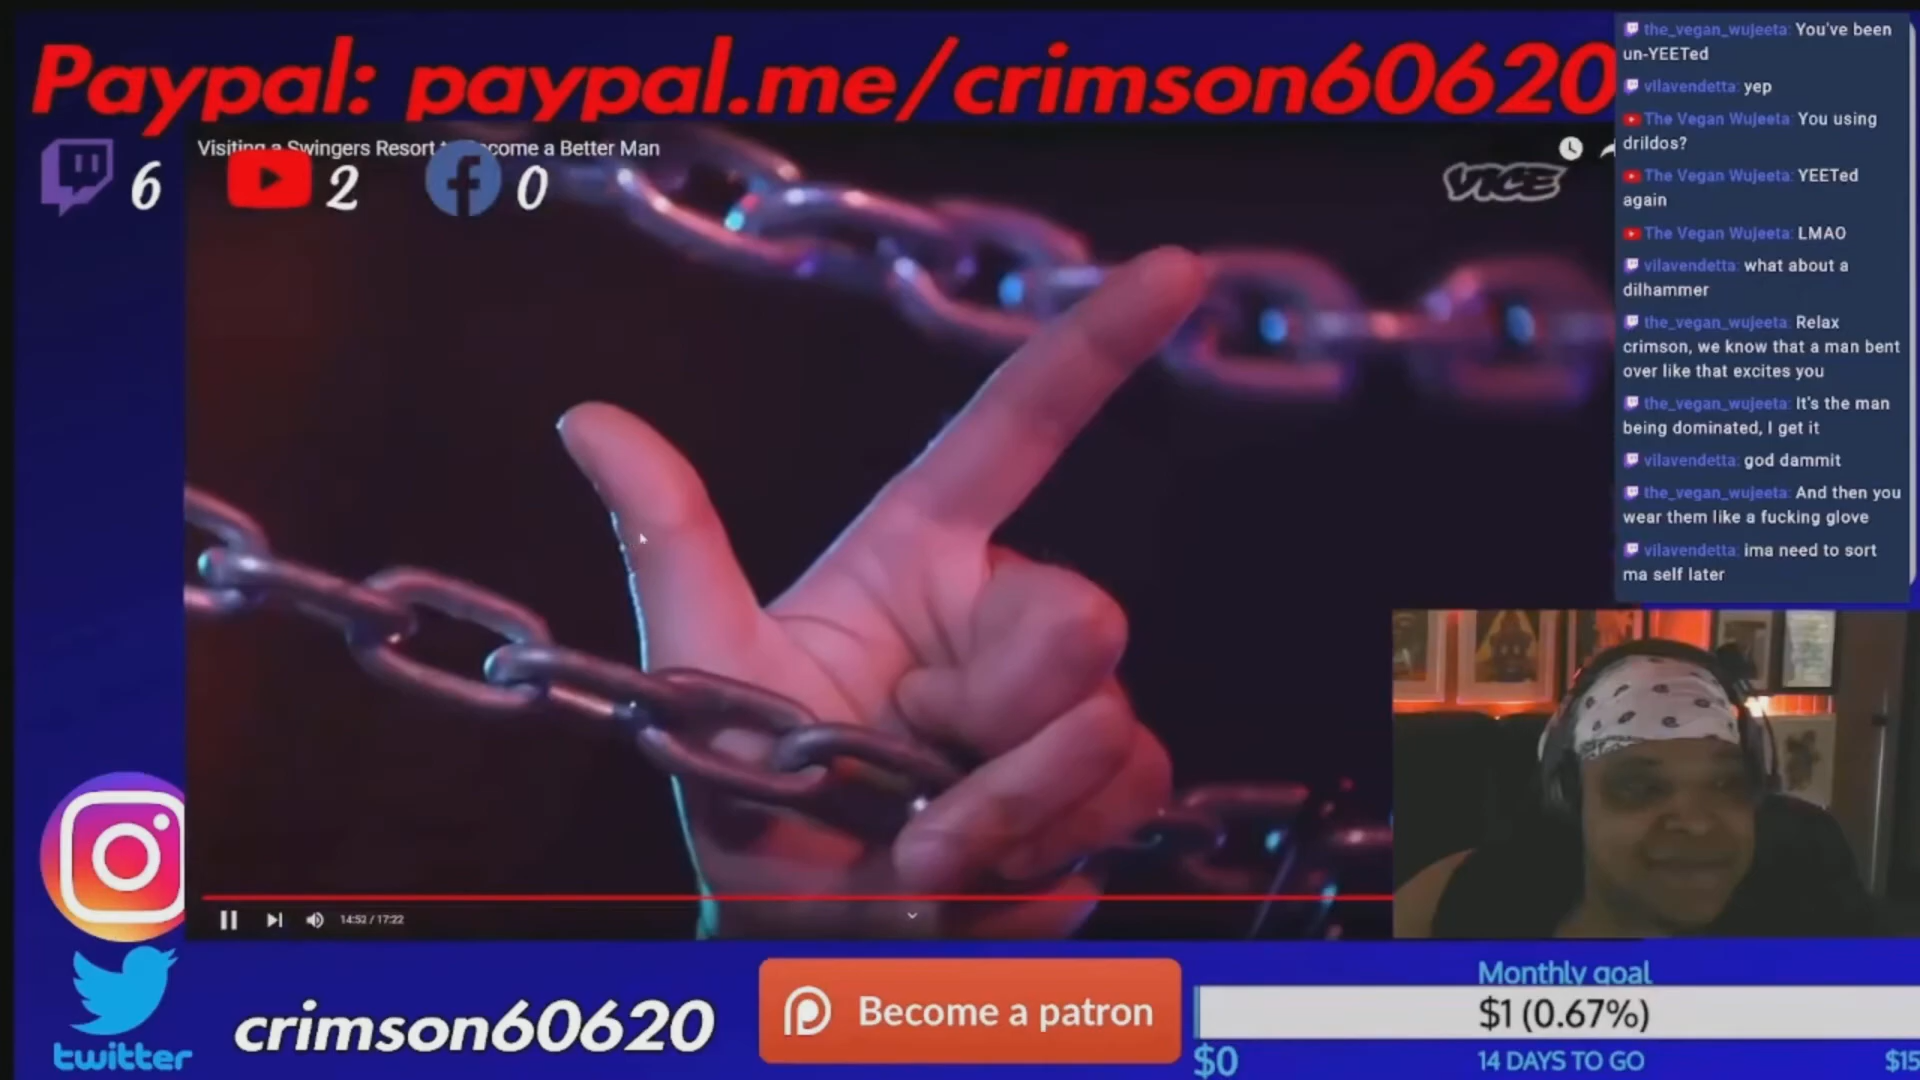 Paypal: paypal.me/crimson60620
Visiting a Swingers Resort to Become a Better Man
6
2
0
VICE
the_vegan_wujeeta: You've been
un-YEETed
vilavendetta: yep
The Vegan Wujeeta: You using
drildos?
The Vegan Wujeeta: YEETed
again
The Vegan Wujeeta: LMAO
vilavendetta: what about a
dilhammer
the_vegan_wujeeta: Relax
crimson, we know that a man bent
over like that excites you
the_vegan_wujeeta: It's the man
being dominated, I get it
vilavendetta: god dammit
the_vegan_wujeeta: And then you
wear them like a fucking glove
vilavendetta: ima need to sort
ma self later
14:52 / 17:22
twitter
crimson60620
Become a patron
Monthly goal
$1 (0.67%)
$0
14 DAYS TO GO
$15